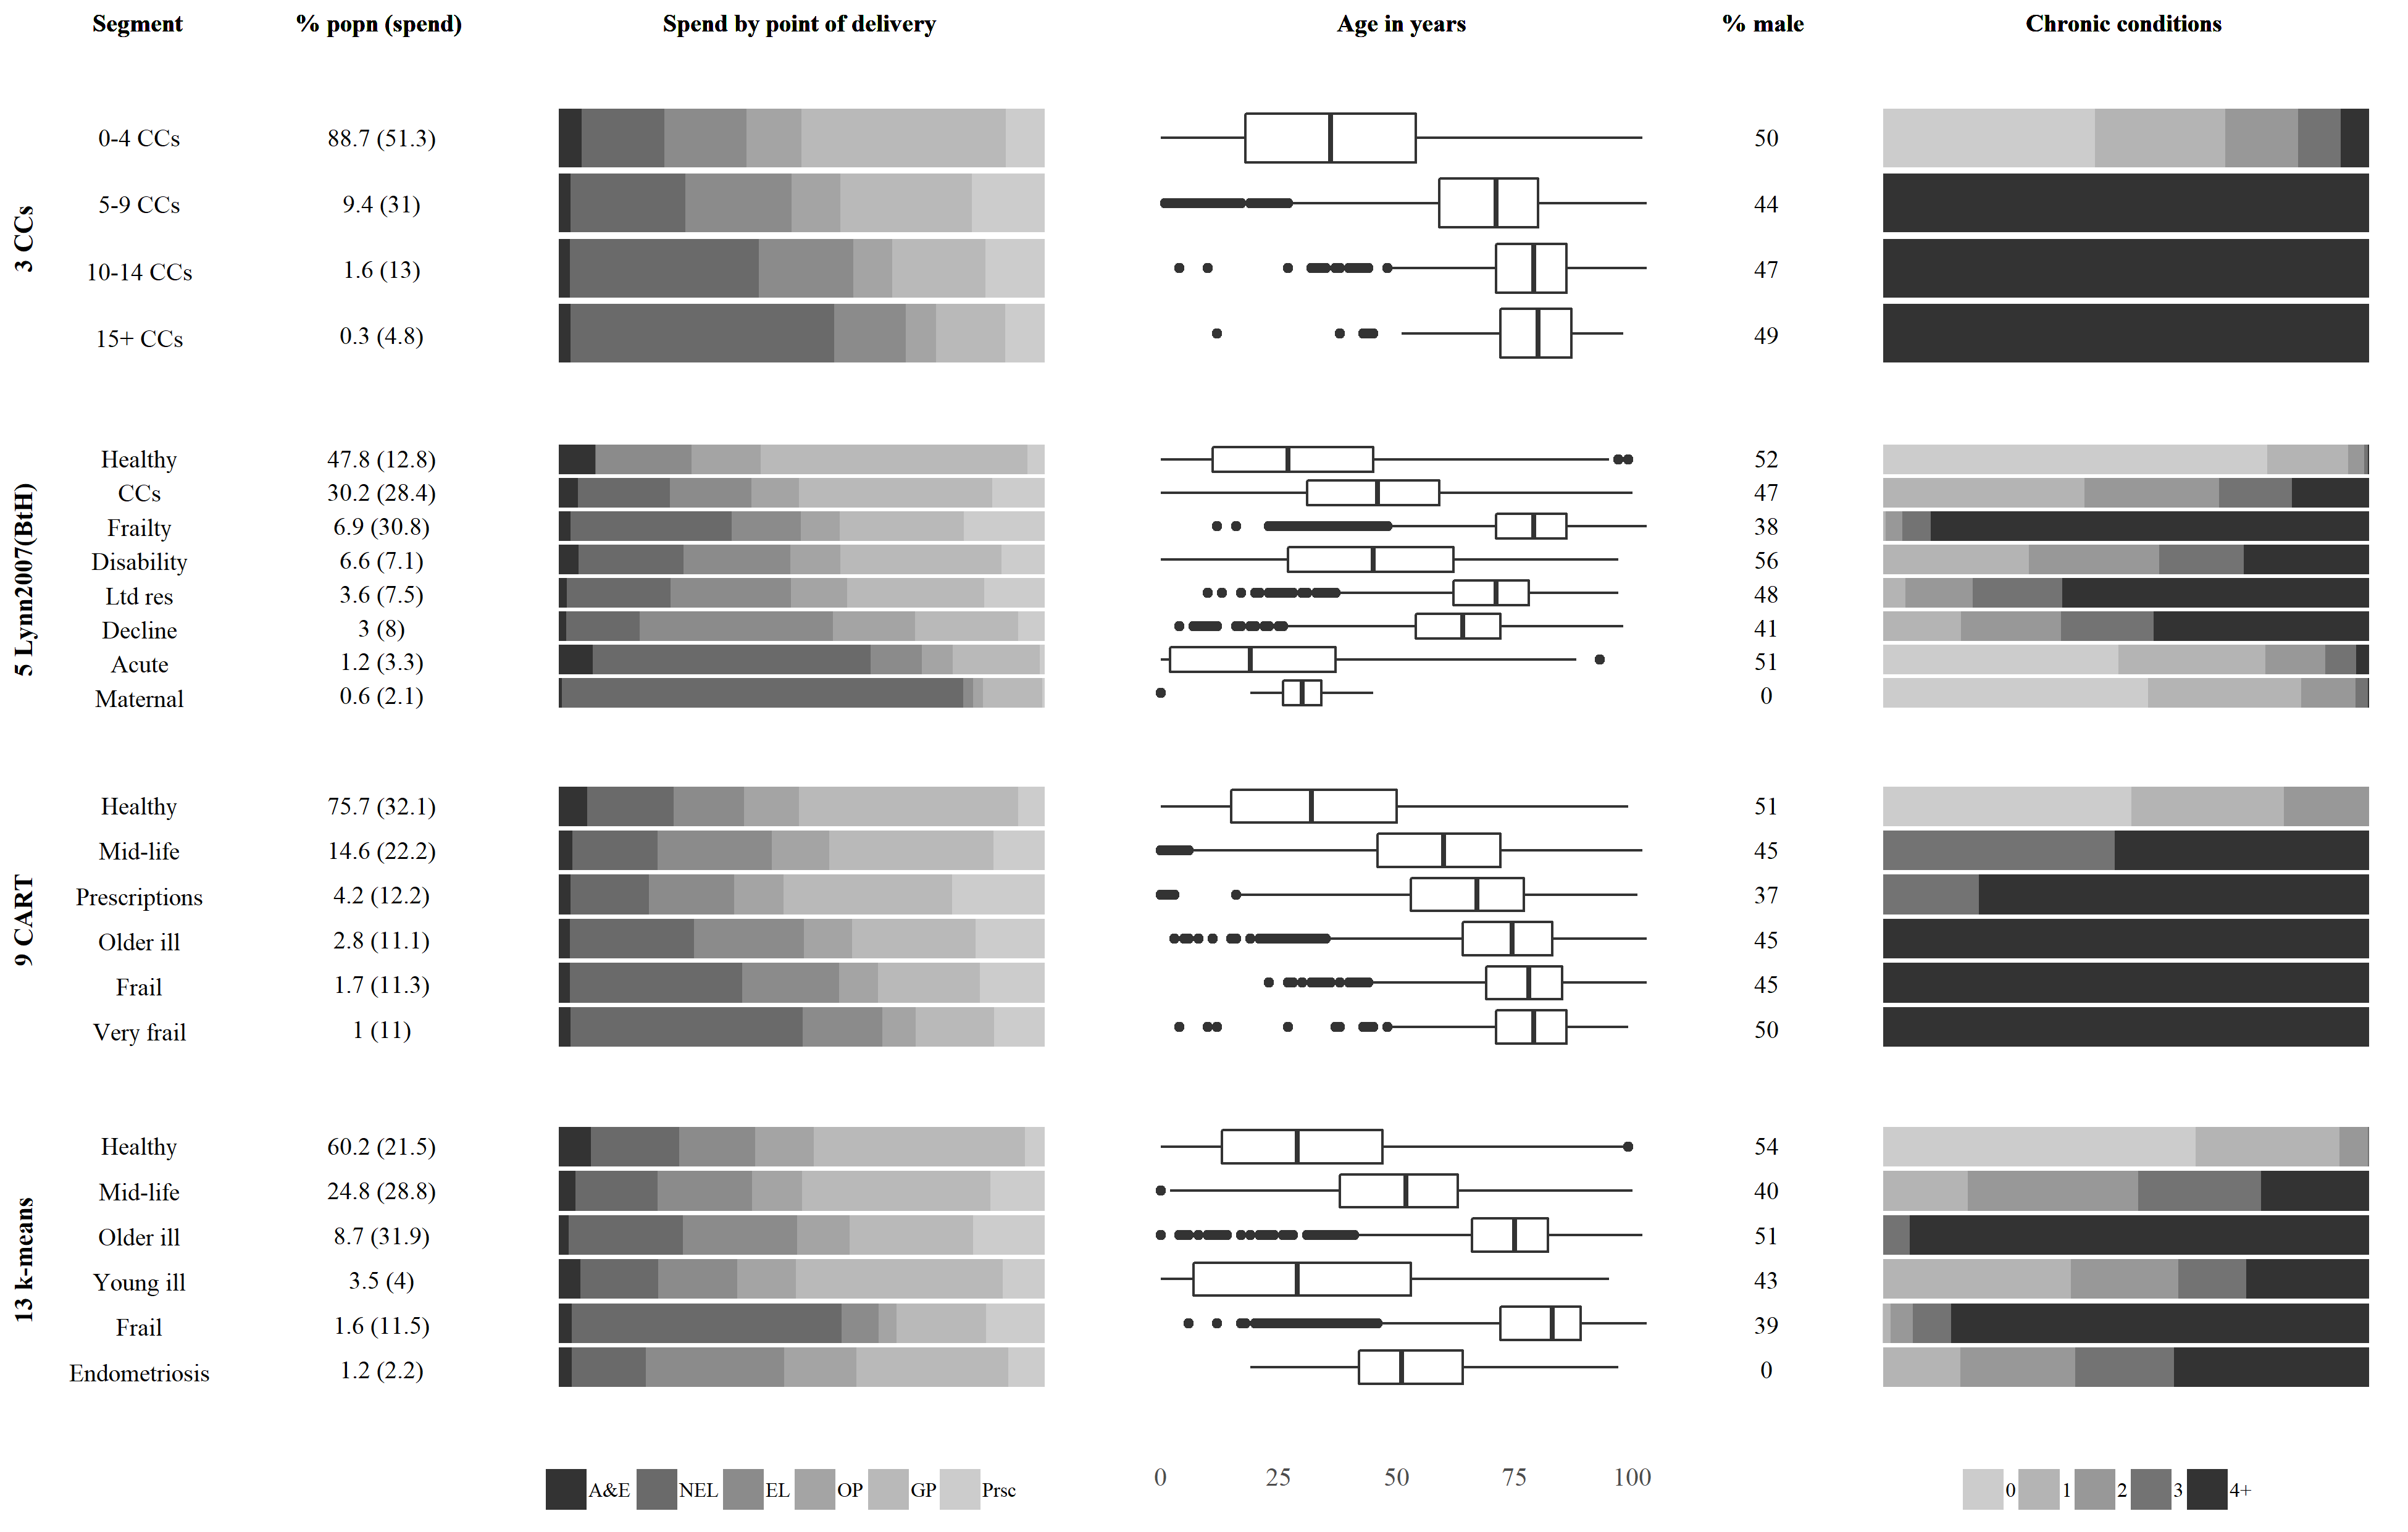 Segment % popn (spend) Spend by point of delivery Age in years % male Chronic conditions
3 CCs
0-4 CCs 88.7 (51.3) 50
5-9 CCs 9.4 (31) 44
10-14 CCs 1.6 (13) 47
15+ CCs 0.3 (4.8) 49
5 Lynn2007(BtH)
Healthy 47.8 (12.8) 52
CCs 30.2 (28.4) 47
Frailty 6.9 (30.8) 38
Disability 6.6 (7.1) 56
Ltd res 3.6 (7.5) 48
Decline 3 (8) 41
Acute 1.2 (3.3) 51
Maternal 0.6 (2.1) 0
9 CART
Healthy 75.7 (32.1) 51
Mid-life 14.6 (22.2) 45
Prescriptions 4.2 (12.2) 37
Older ill 2.8 (11.1) 45
Frail 1.7 (11.3) 45
Very frail 1 (11) 50
13 k-means
Healthy 60.2 (21.5) 54
Mid-life 24.8 (28.8) 40
Older ill 8.7 (31.9) 51
Young ill 3.5 (4) 43
Frail 1.6 (11.5) 39
Endometriosis 1.2 (2.2) 0
A&E NEL EL OP GP Prsc
0 25 50 75 100
0 1 2 3 4+